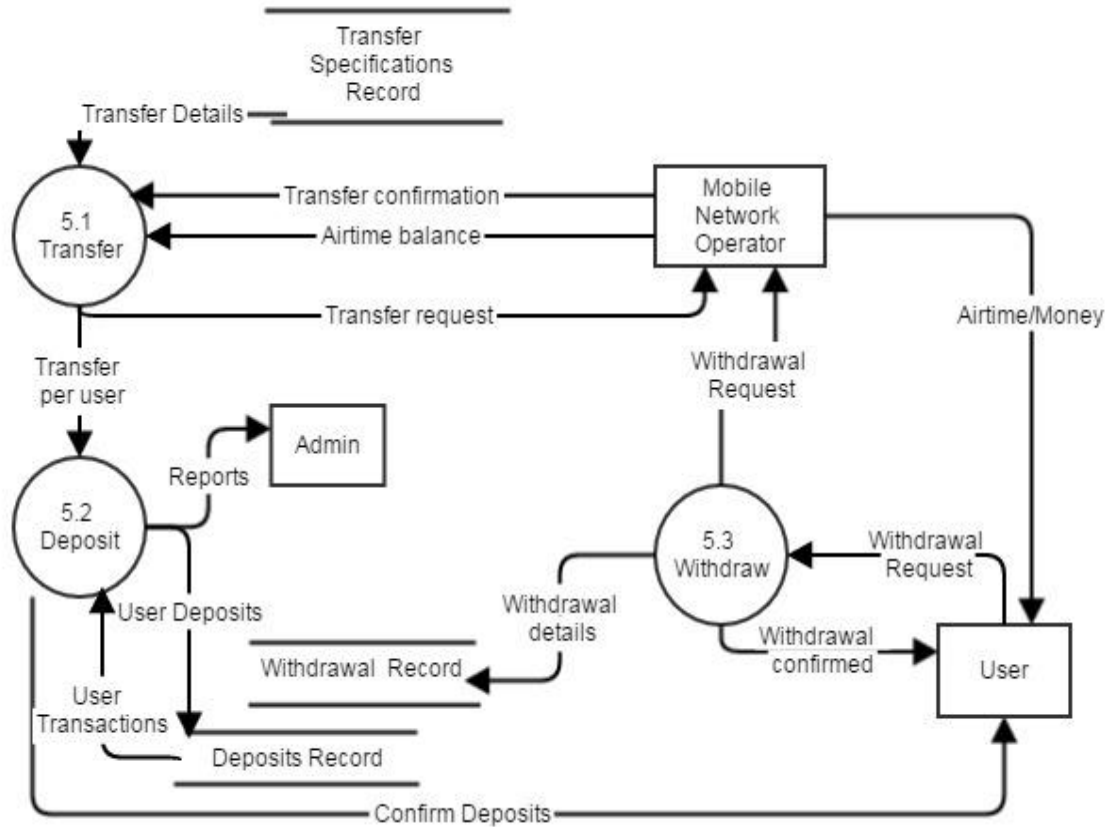 Transfer
Specifications
Record
Transfer Details
5.1
Transfer
Transfer confirmation
Airtime balance
Transfer request
Mobile
Network
Operator
Airtime/Money
Transfer
per user
Withdrawal
Request
Admin
Reports
5.2
Deposit
5.3
Withdraw
Withdrawal
Request
User Deposits
Withdrawal
details
Withdrawal
confirmed
User
Withdrawal Record
User
Transactions
Deposits Record
Confirm Deposits